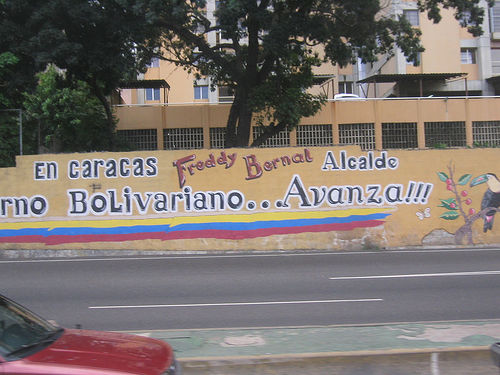 En Caracas Freddy Bernal Alcalde
rno Bolivariano...Avanza!!!